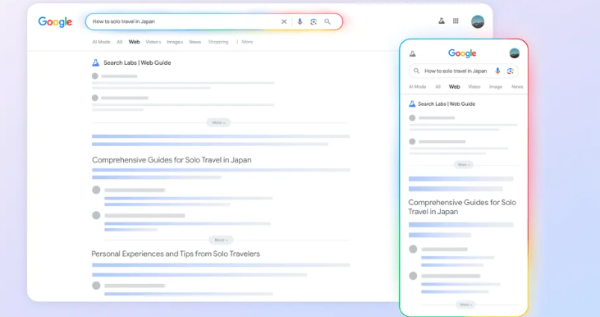 Google
How to solo travel in Japan
AI Mode All Web Videos Images News Shopping More
Search Labs | Web Guide
More
Comprehensive Guides for Solo Travel in Japan
More
Personal Experiences and Tips from Solo Travelers
Google
How to solo travel in Japan
AI Mode All Web Video Image News
Search Labs | Web Guide
More
Comprehensive Guides for Solo
Travel in Japan
More